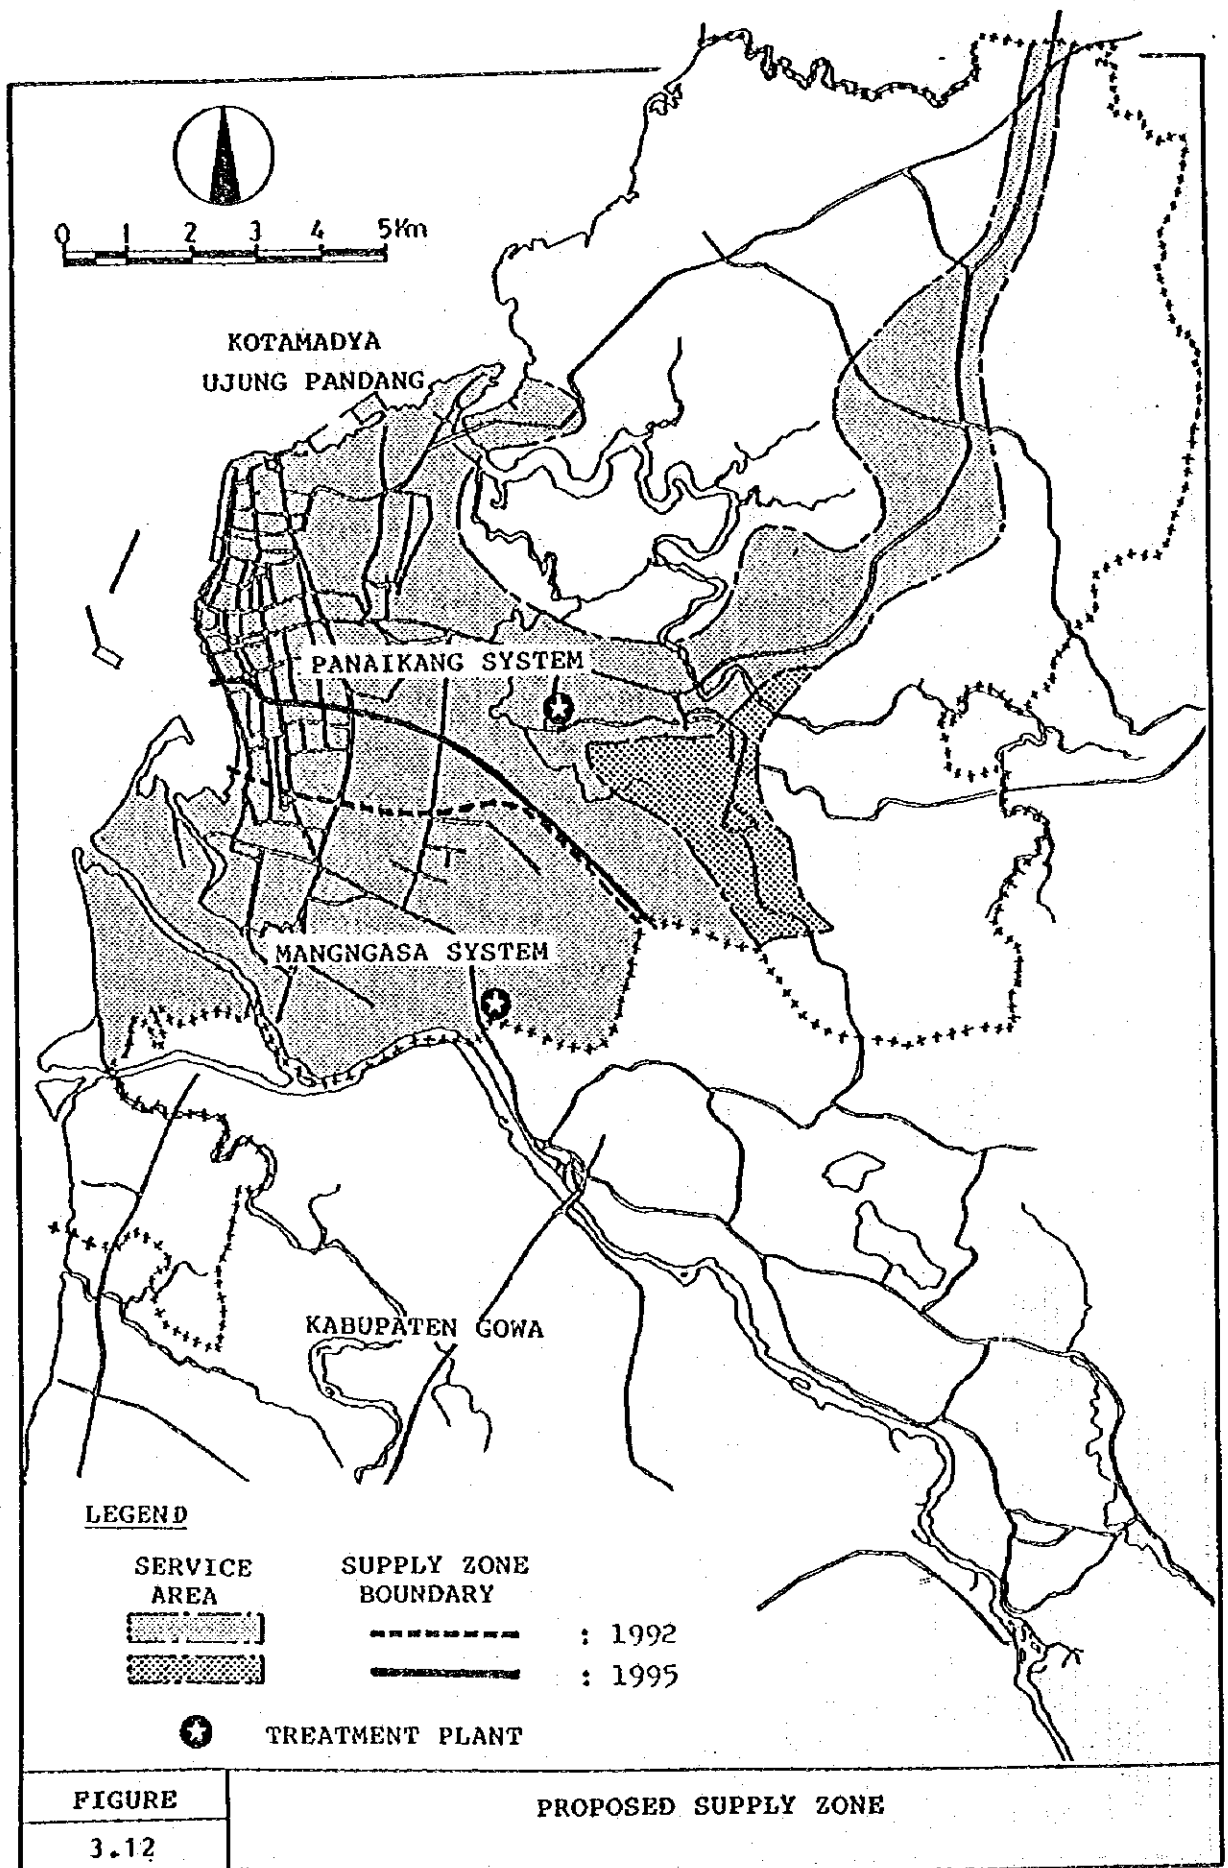 0 1 2 3 4 5Km
KOTAMADYA
UJUNG PANDANG
PANAIKANG SYSTEM
MANGNGASA SYSTEM
KABUPATEN GOWA
LEGEND
SERVICE
AREA
SUPPLY ZONE
BOUNDARY
: 1992
: 1995
TREATMENT PLANT
FIGURE
3.12
PROPOSED SUPPLY ZONE